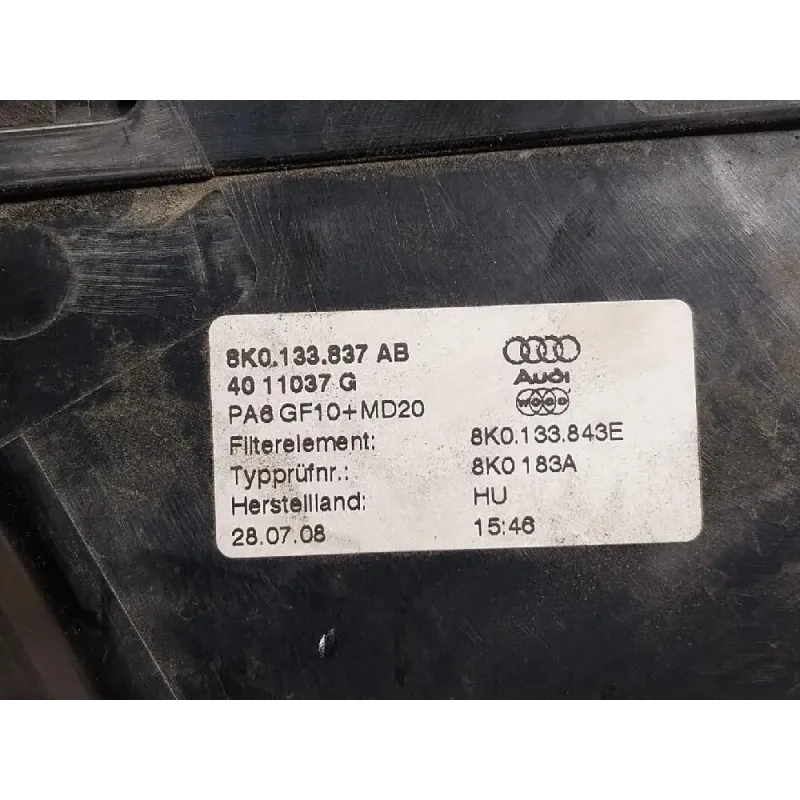 8K0.133.837 AB
40 11037 G
Audi
PA6 GF10+MD20
Filterelement: 8K0.133.843E
Typprüfnr.: 8K0 183A
Herstellland: HU
28.07.08 15:46